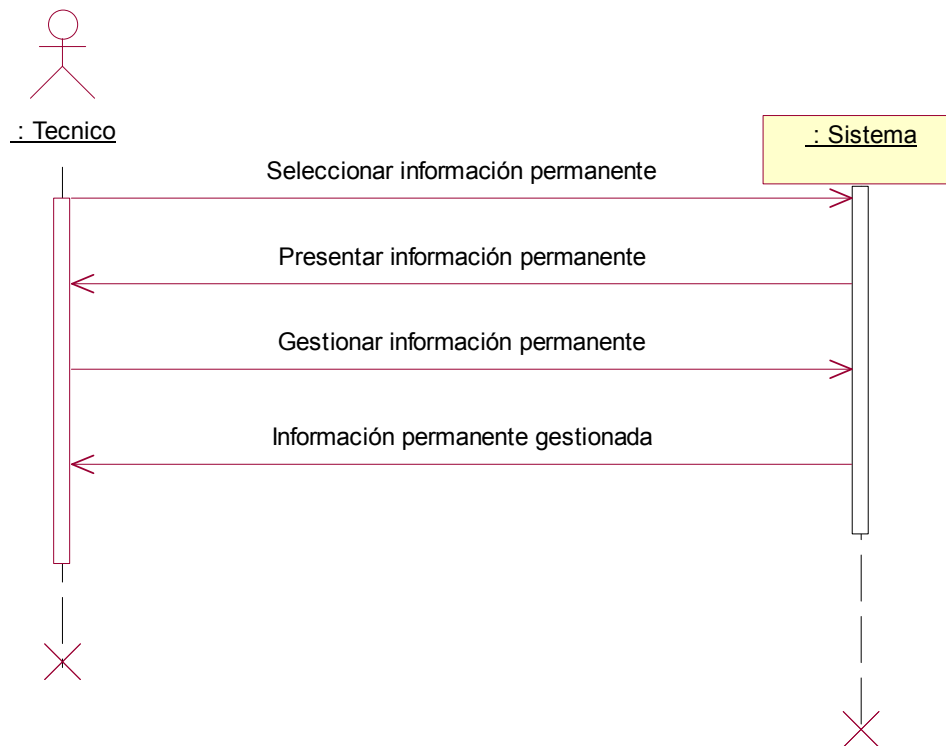 : Tecnico
: Sistema
Seleccionar información permanente
Presentar información permanente
Gestionar información permanente
Información permanente gestionada